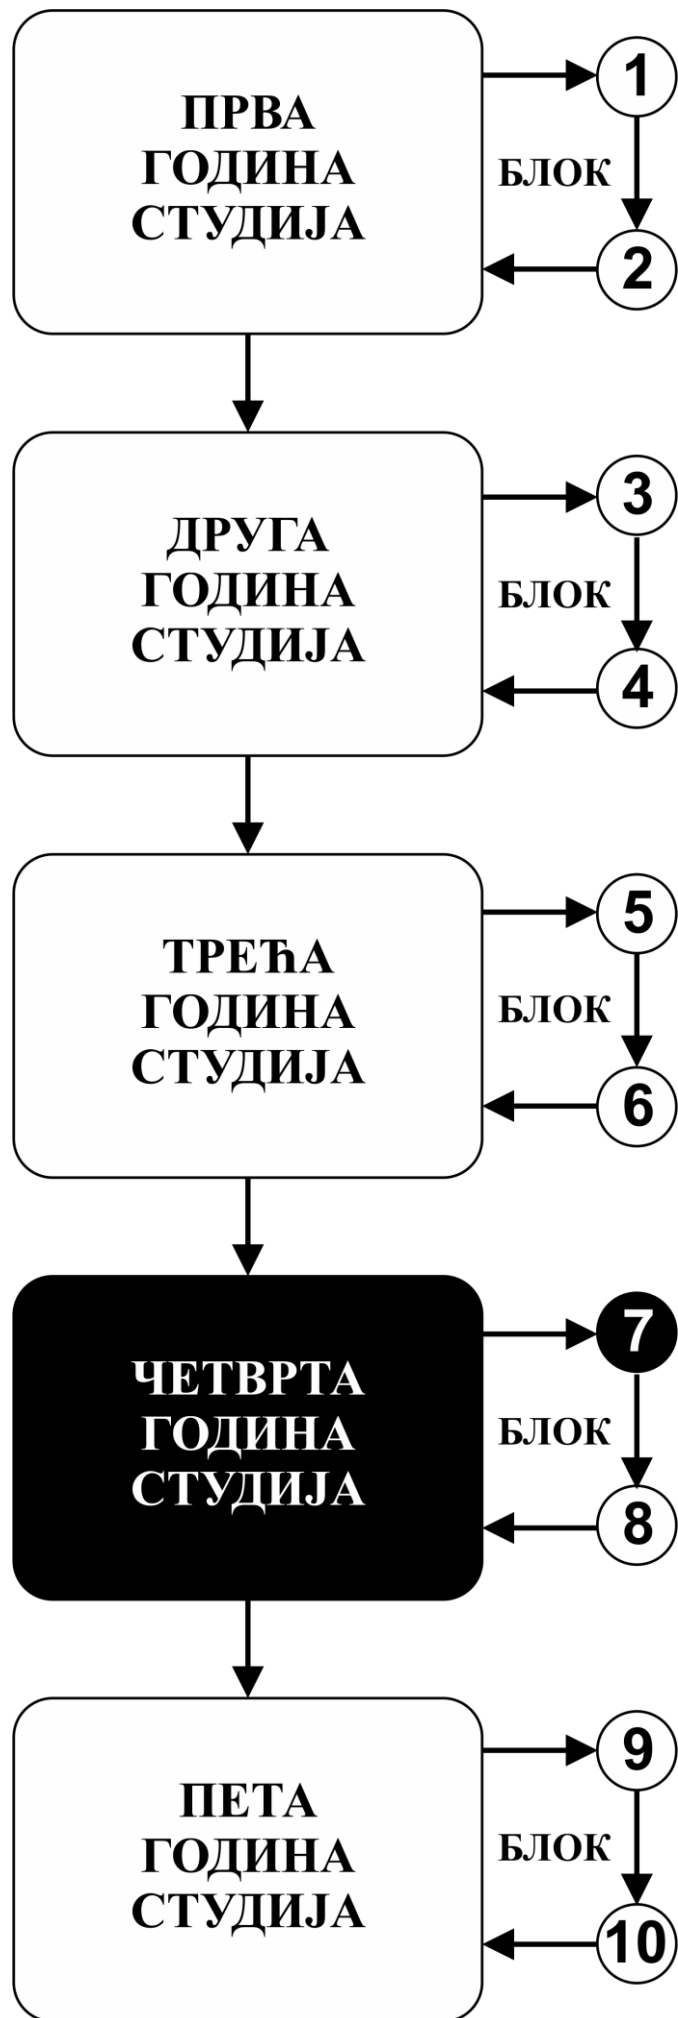 ПРВА
ГОДИНА
СТУДИЈА
1
БЛОК
2
ДРУГА
ГОДИНА
СТУДИЈА
3
БЛОК
4
ТРЕЋА
ГОДИНА
СТУДИЈА
5
БЛОК
6
ЧЕТВРТА
ГОДИНА
СТУДИЈА
7
БЛОК
8
ПЕТА
ГОДИНА
СТУДИЈА
9
БЛОК
10